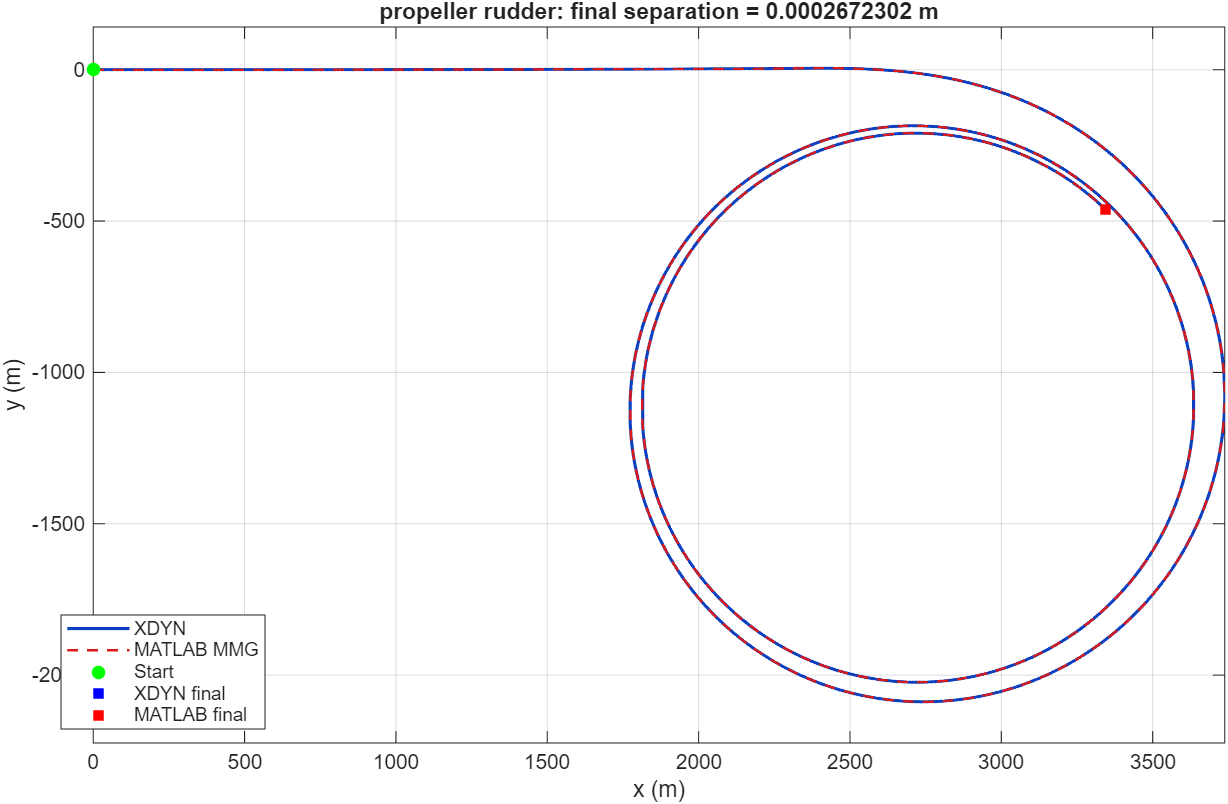 propeller rudder: final separation = 0.0002672302 m
0
-500
-1000
-1500
-20
y (m)
XDYN
MATLAB MMG
Start
XDYN final
MATLAB final
0 500 1000 1500 2000 2500 3000 3500
x (m)